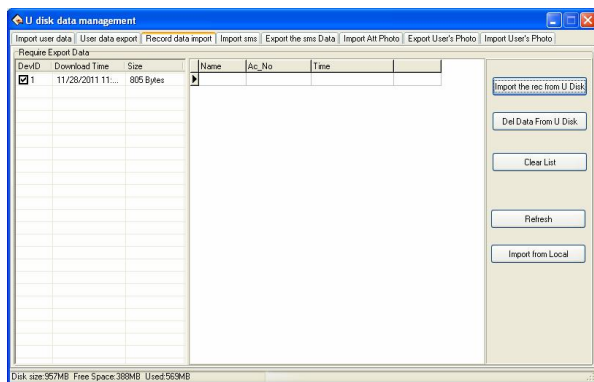 U disk data management
Import user data User data export Record data import Import sms Export the sms Data Import Att Photo Export User's Photo Import User's Photo
Require Export Data
DevID Download Time Size Name Ac_No Time
1 11/28/2011 11:... 805 Bytes
Import the rec from U Disk
Del Data From U Disk
Clear List
Refresh
Import from Local
Disk size:957MB Free Space:388MB Used:569MB